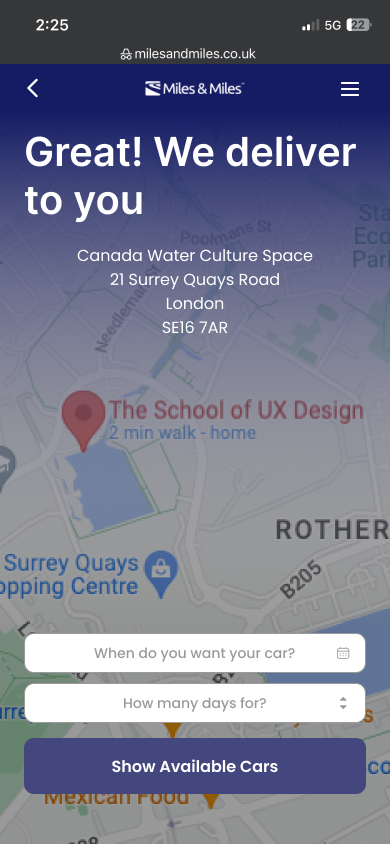 2:25
5G
22
milesandmiles.co.uk
Miles & Miles
Great! We deliver
to you
Poolmans St
Sta
Eco
Park
Canada Water Culture Space
21 Surrey Quays Road
London
SE16 7AR
Needleman St
The School of UX Design
2 min walk - home
ROTHER
Surrey Quays
opping Centre
B205
When do you want your car?
How many days for?
Show Available Cars
Mexican Food